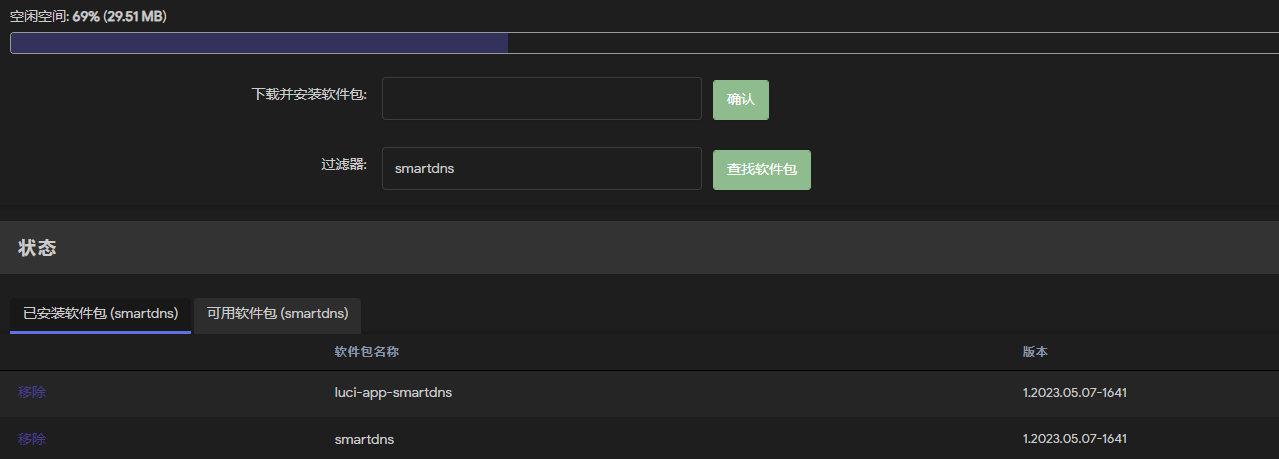 空闲空间: 69% (29.51 MB)
下载并安装软件包:
确认
过滤器:
smartdns
查找软件包
状态
已安装软件包 (smartdns)
可用软件包 (smartdns)
软件包名称 版本
移除 luci-app-smartdns 1.2023.05.07-1641
移除 smartdns 1.2023.05.07-1641